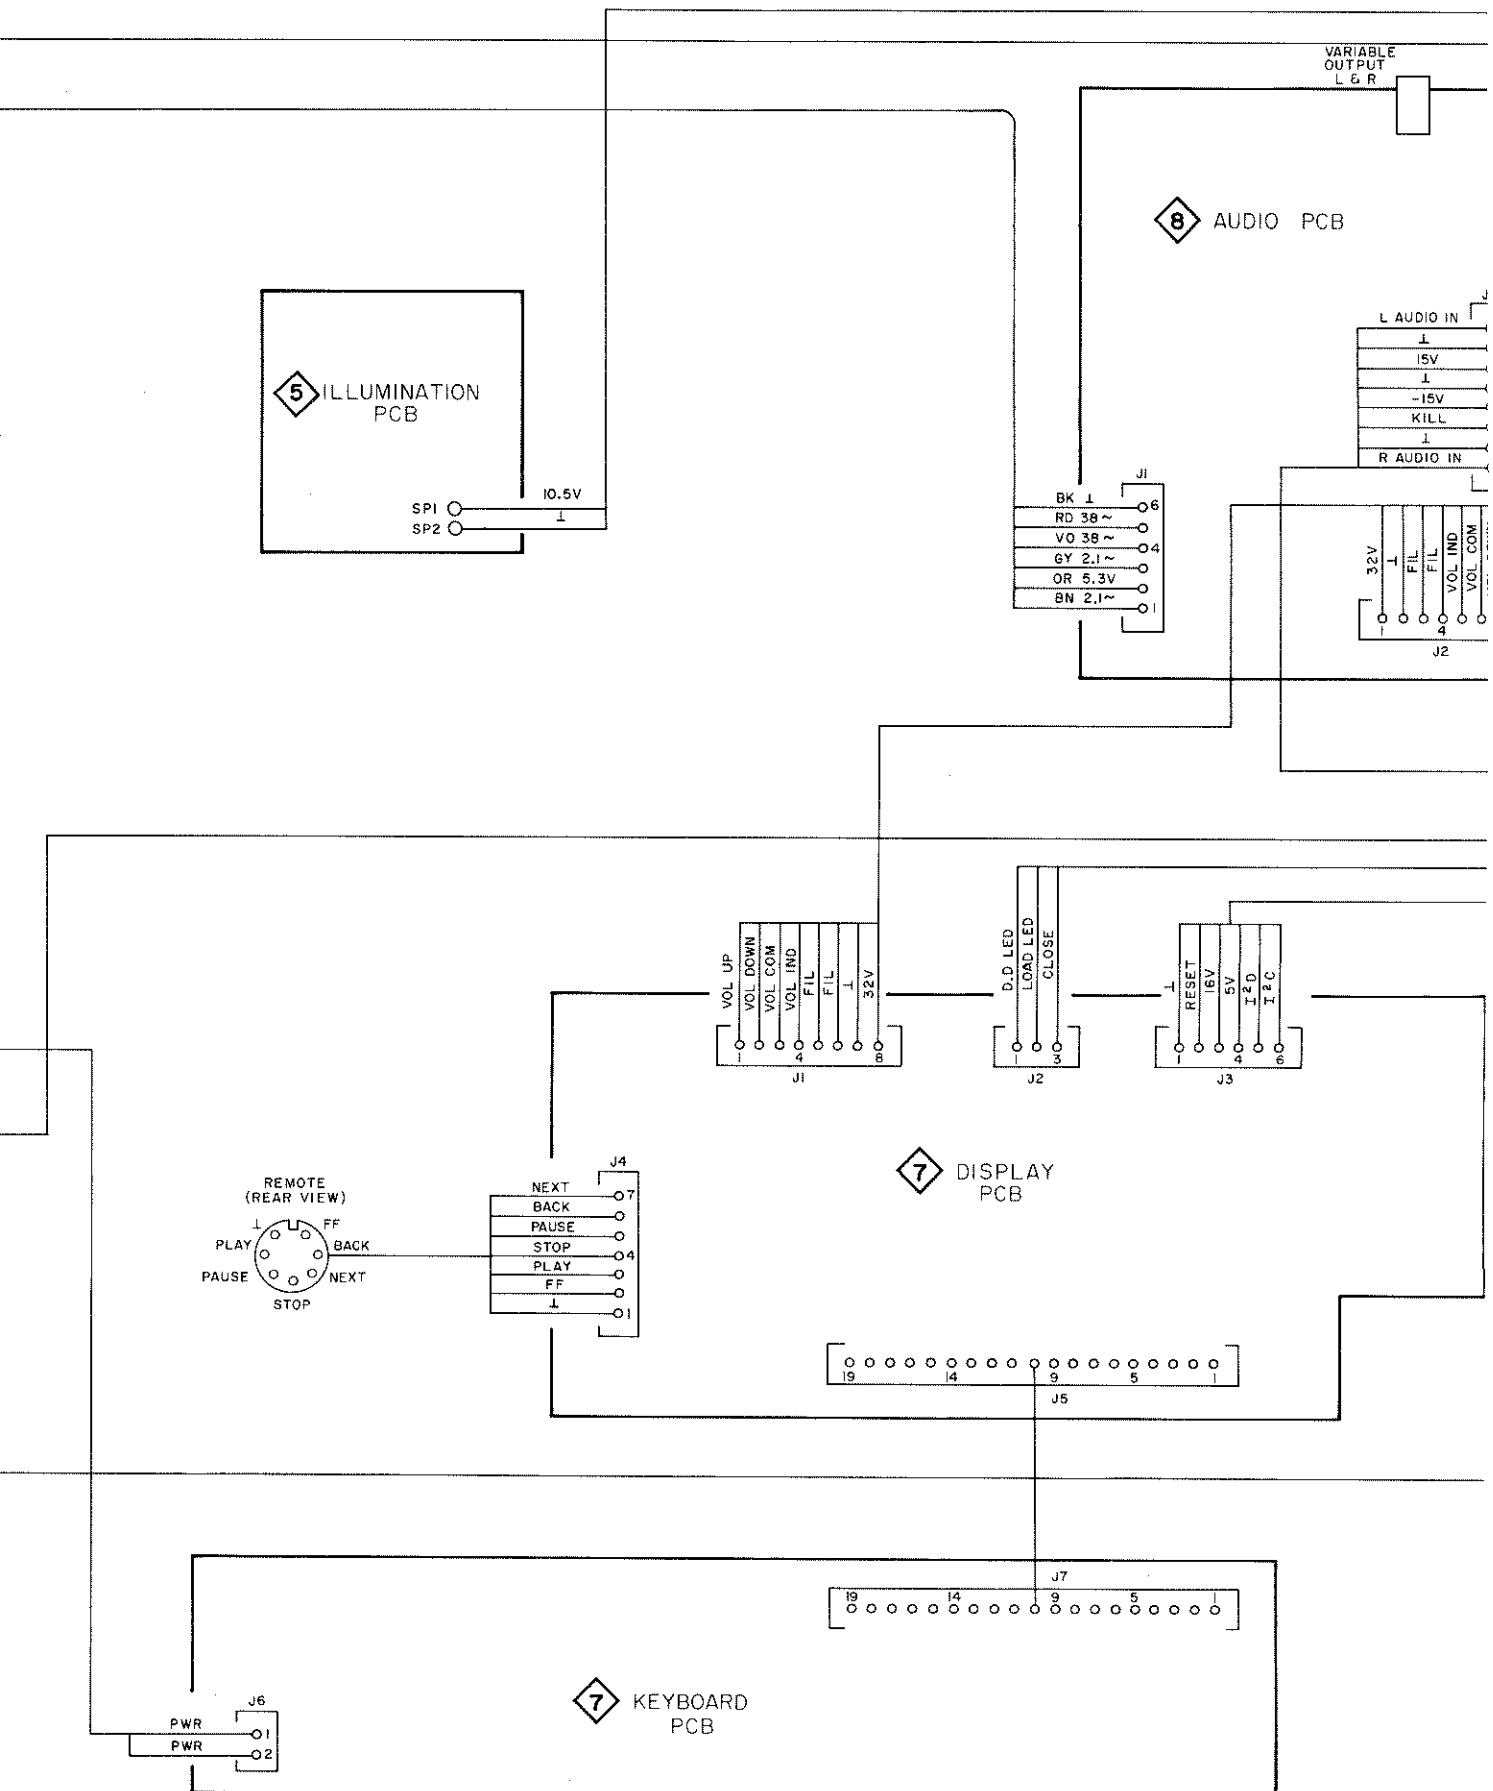 VARIABLE
OUTPUT
L & R
8 AUDIO PCB
5 ILLUMINATION
PCB
SP1
SP2
10.5V
⊥
J1
BK ⊥
RD 38~
VO 38~
GY 2.1~
OR 5.3V
BN 2.1~
6
4
1
L AUDIO IN
⊥
15V
⊥
-15V
KILL
⊥
R AUDIO IN
32V
⊥
FIL
FIL
VOL IND
VOL COM
1
4
J2
VOL UP
VOL DOWN
VOL COM
VOL IND
FIL
FIL
⊥
32V
1
4
8
J1
D.D LED
LOAD LED
CLOSE
1
3
J2
⊥
RESET
16V
5V
I²D
I²C
1
4
6
J3
7 DISPLAY
PCB
REMOTE
(REAR VIEW)
⊥
FF
PLAY
BACK
PAUSE
NEXT
STOP
J4
NEXT
BACK
PAUSE
STOP
PLAY
FF
⊥
7
4
1
19 14 9 5 1
J5
J7
19 14 9 5 1
7 KEYBOARD
PCB
J6
PWR
PWR
1
2